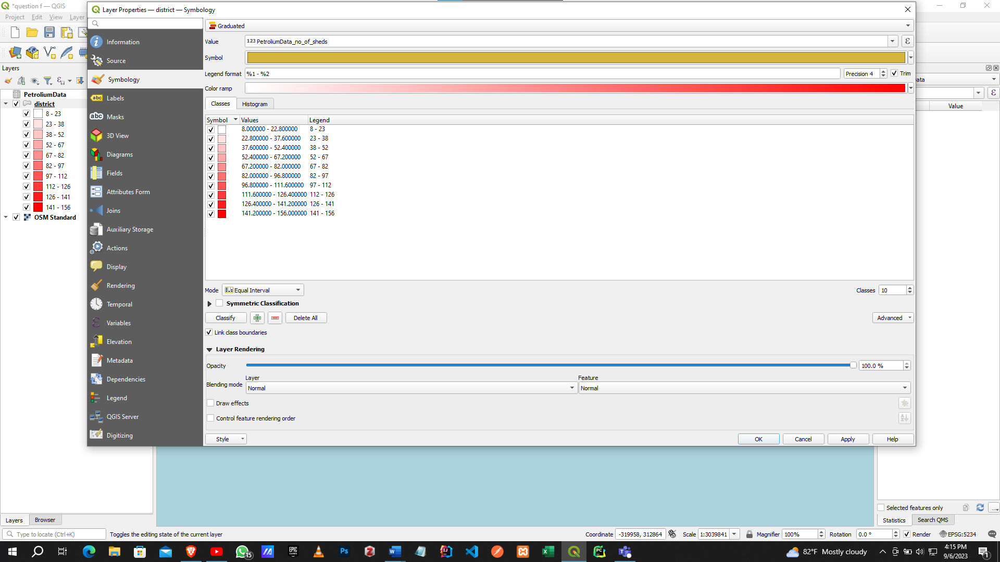 *question f — QGIS
Layer Properties — district — Symbology
Project Edit View Layer
Graduated
Information
Source
Symbology
Labels
Masks
3D View
Diagrams
Fields
Attributes Form
Joins
Auxiliary Storage
Actions
Display
Rendering
Temporal
Variables
Elevation
Metadata
Dependencies
Legend
QGIS Server
Digitizing
Value 123 PetroliumData_no_of_sheds ε
Symbol
Legend format %1 - %2 Precision 4 Trim
Color ramp
Classes Histogram
Symbol Values Legend
8.000000 - 22.800000 8 - 23
22.800000 - 37.600000 23 - 38
37.600000 - 52.400000 38 - 52
52.400000 - 67.200000 52 - 67
67.200000 - 82.000000 67 - 82
82.000000 - 96.800000 82 - 97
96.800000 - 111.600000 97 - 112
111.600000 - 126.400000 112 - 126
126.400000 - 141.200000 126 - 141
141.200000 - 156.000000 141 - 156
Mode Equal Interval Classes 10
Symmetric Classification
Classify Delete All Advanced
Link class boundaries
Layer Rendering
Opacity 100.0 %
Layer Feature
Blending mode Normal Normal
Draw effects
Control feature rendering order
Style OK Cancel Apply Help
Layers
PetroliumData
district
8 - 23
23 - 38
38 - 52
52 - 67
67 - 82
82 - 97
97 - 112
112 - 126
126 - 141
141 - 156
OSM Standard
ata
ε
Value
Selected features only ...
Layers Browser
Statistics Search QMS
Type to locate (Ctrl+K) Toggles the editing state of the current layer Coordinate -319958, 312864 Scale 1:3039841 Magnifier 100% Rotation 0.0 ° Render EPSG:5234
15
EPIC GAMES
Ps
Z
W
IJ
X
PC
T
82°F Mostly cloudy
4:15 PM
9/6/2023
1